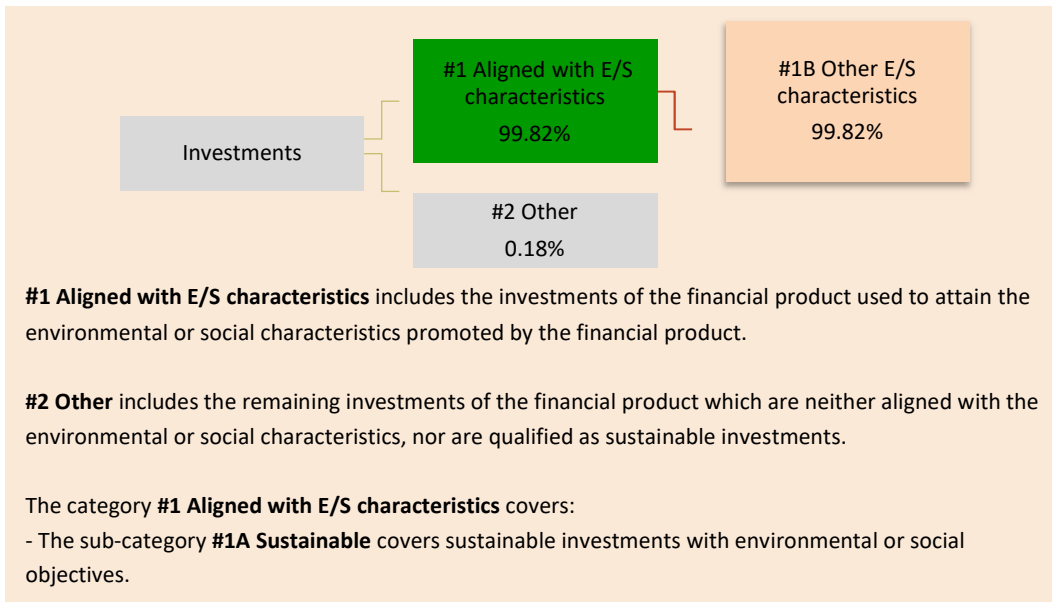 #1 Aligned with E/S
characteristics
99.82%
#1B Other E/S
characteristics
99.82%
Investments
#2 Other
0.18%
#1 Aligned with E/S characteristics includes the investments of the financial product used to attain the
environmental or social characteristics promoted by the financial product.
#2 Other includes the remaining investments of the financial product which are neither aligned with the
environmental or social characteristics, nor are qualified as sustainable investments.
The category #1 Aligned with E/S characteristics covers:
- The sub-category #1A Sustainable covers sustainable investments with environmental or social
objectives.